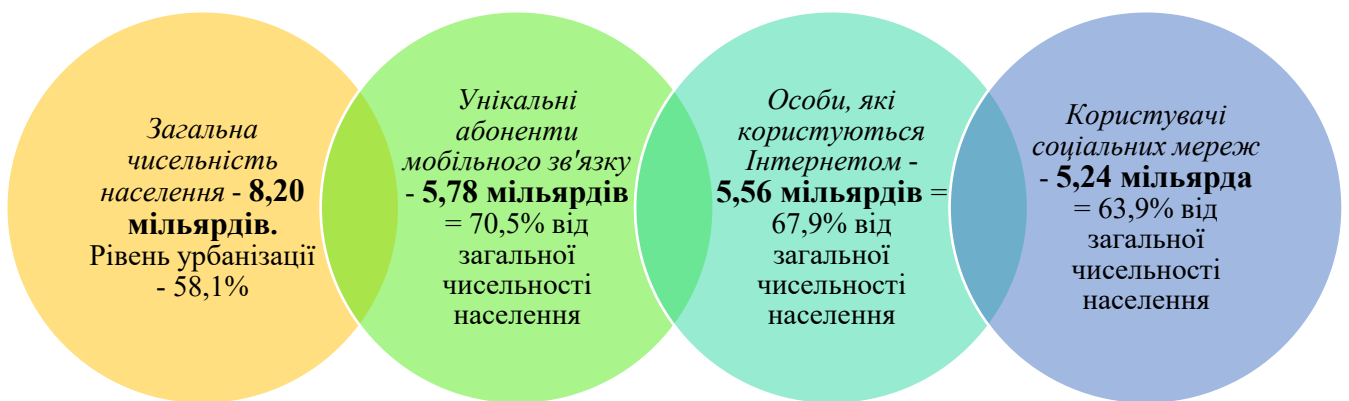 Загальна
чисельність
населення - 8,20
мільярдів.
Рівень урбанізації
- 58,1%
Унікальні
абоненти
мобільного зв'язку
- 5,78 мільярдів
= 70,5% від
загальної
чисельності
населення
Особи, які
користуються
Інтернетом -
5,56 мільярдів =
67,9% від
загальної
чисельності
населення
Користувачі
соціальних мереж
- 5,24 мільярда
= 63,9% від
загальної
чисельності
населення